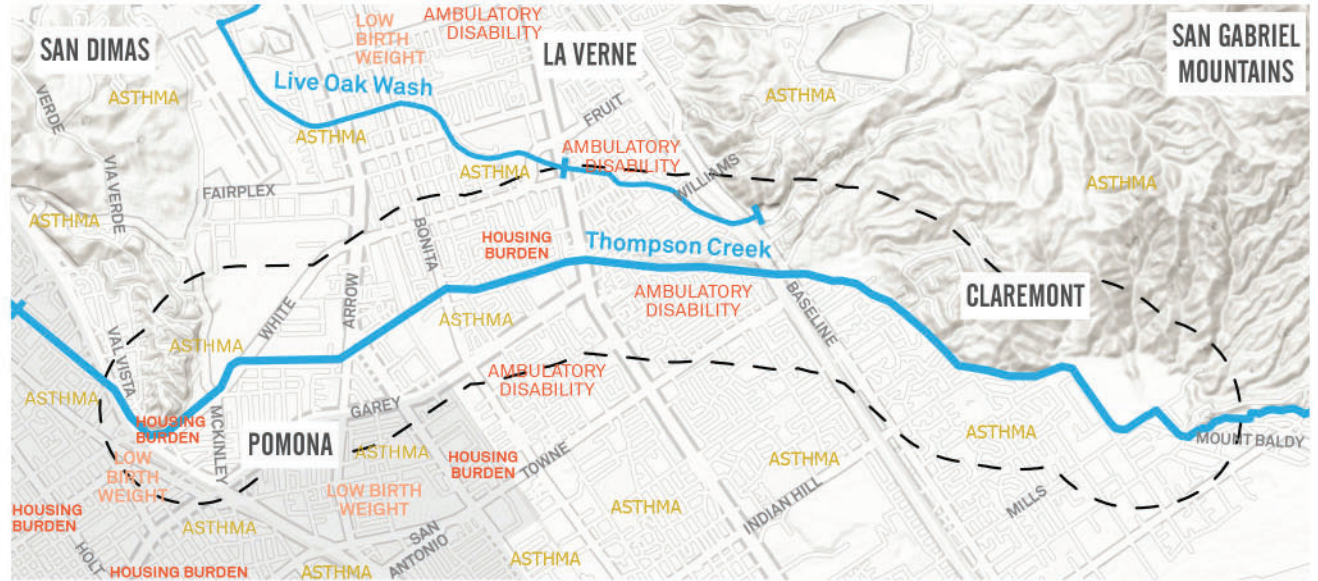 SAN DIMAS
LOW
BIRTH
WEIGHT
AMBULATORY
DISABILITY
LA VERNE
SAN GABRIEL
MOUNTAINS
Live Oak Wash
ASTHMA
VERDE
ASTHMA
ASTHMA
FRUIT
AMBULATORY
DISABILITY
ASTHMA
WILLIAMS
ASTHMA
VIA VERDE
FAIRPLEX
ASTHMA
BONITA
HOUSING
BURDEN
Thompson Creek
AMBULATORY
DISABILITY
BASELINE
CLAREMONT
WHITE
ARROW
ASTHMA
ASTHMA
VAL VISTA
AMBULATORY
DISABILITY
ASTHMA
GAREY
HOUSING
BURDEN
MCKINLEY
POMONA
ASTHMA
ASTHMA
MOUNT BALDY
LOW
BIRTH
WEIGHT
HOUSING
BURDEN
TOWNE
ASTHMA
LOW BIRTH
WEIGHT
INDIAN HILL
MILLS
HOUSING
BURDEN
ASTHMA
SAN
ANTONIO
ASTHMA
HOLT
HOUSING BURDEN
ASTHMA
ASTHMA